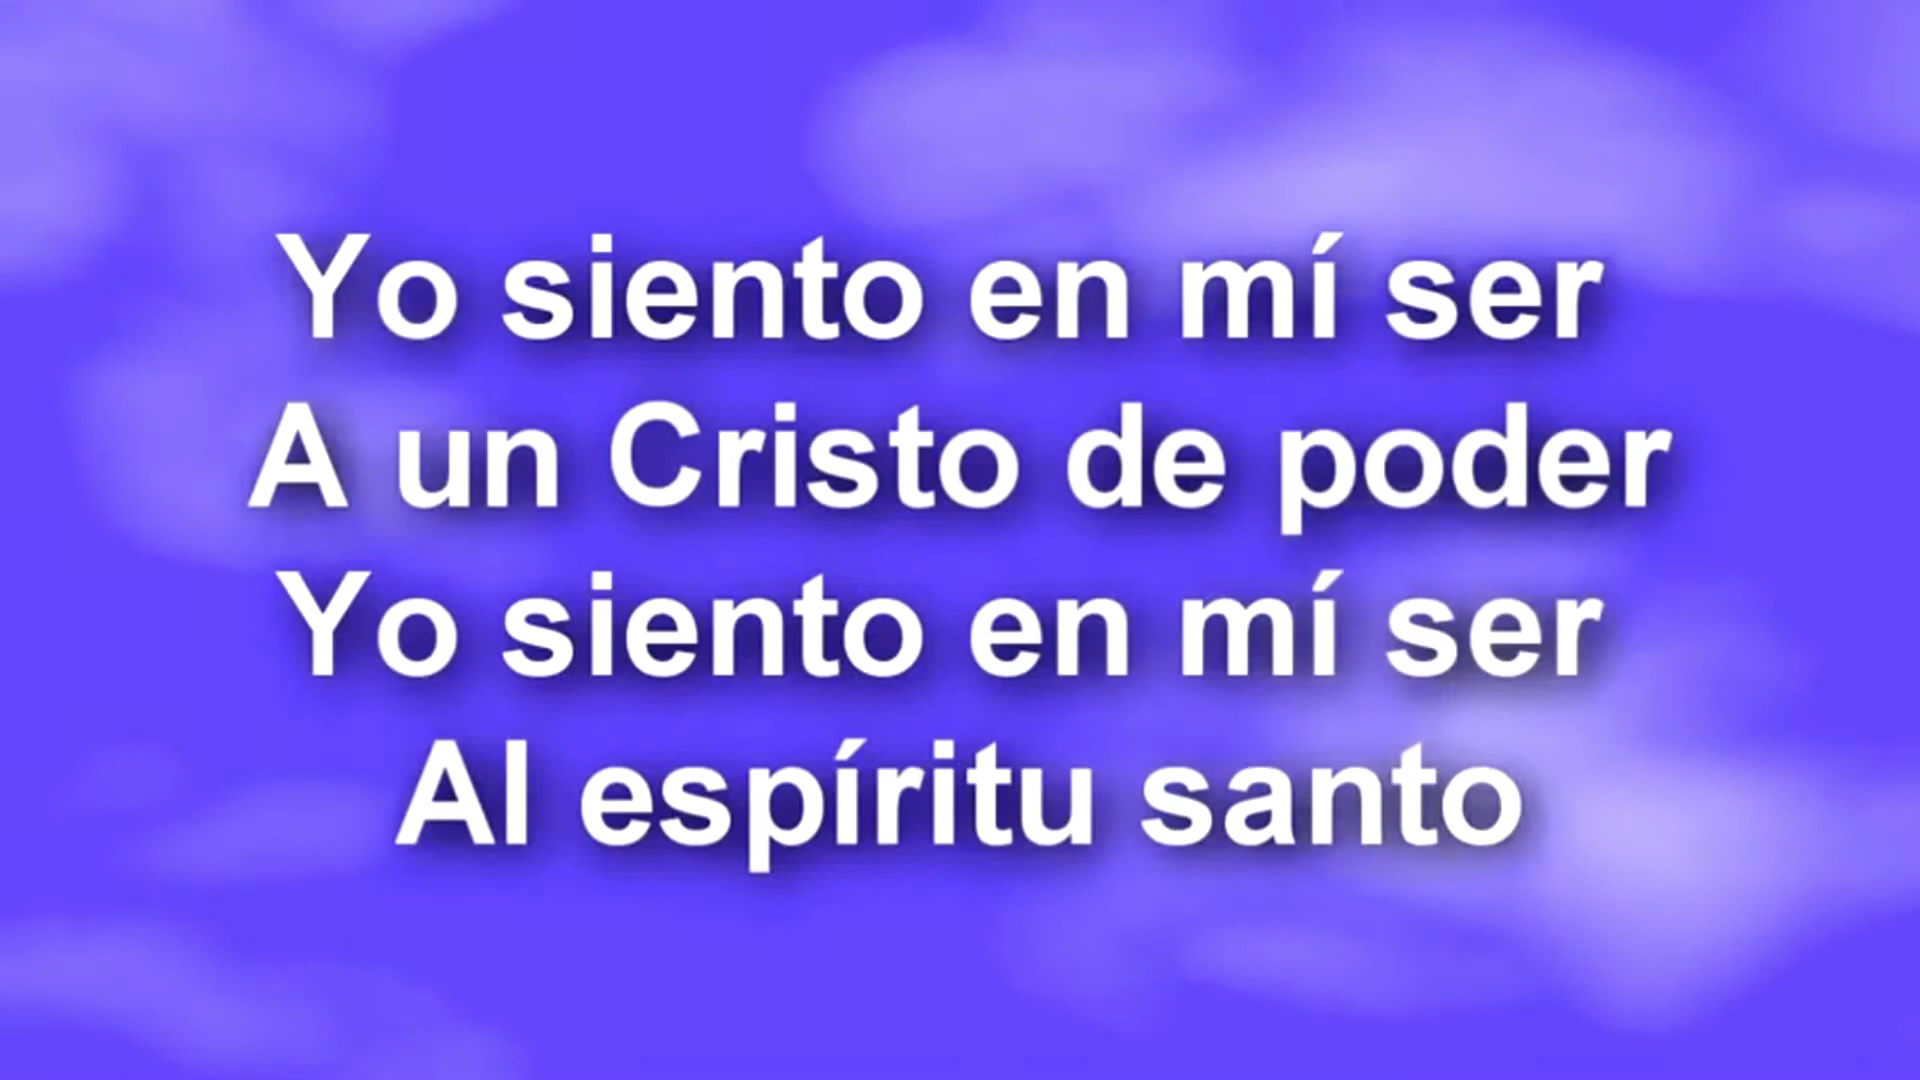 Yo siento en mí ser
A un Cristo de poder
Yo siento en mí ser
Al espíritu santo